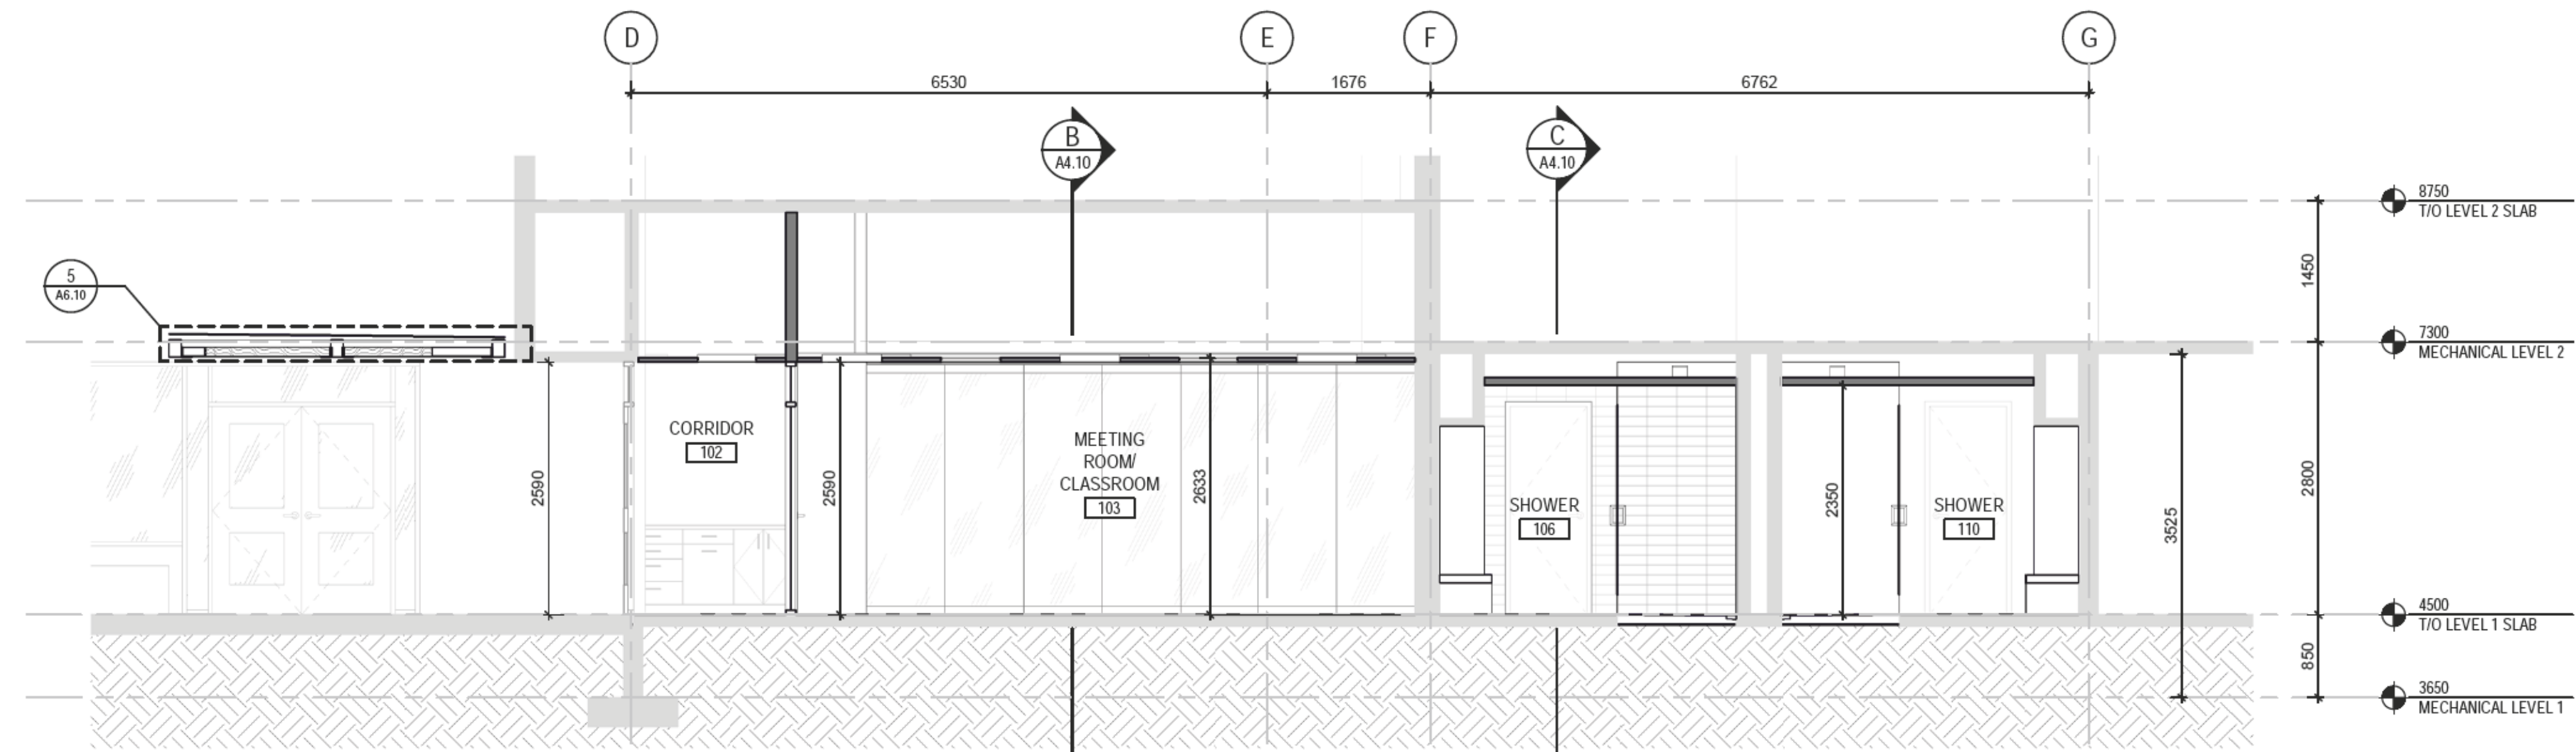 D
E
F
G
6530
1676
6762
B
A4.10
C
A4.10
8750
T/O LEVEL 2 SLAB
1450
5
A6.10
7300
MECHANICAL LEVEL 2
CORRIDOR
102
MEETING
ROOM/
CLASSROOM
103
2590
2590
2633
SHOWER
106
2350
SHOWER
110
2800
3525
4500
T/O LEVEL 1 SLAB
850
3650
MECHANICAL LEVEL 1